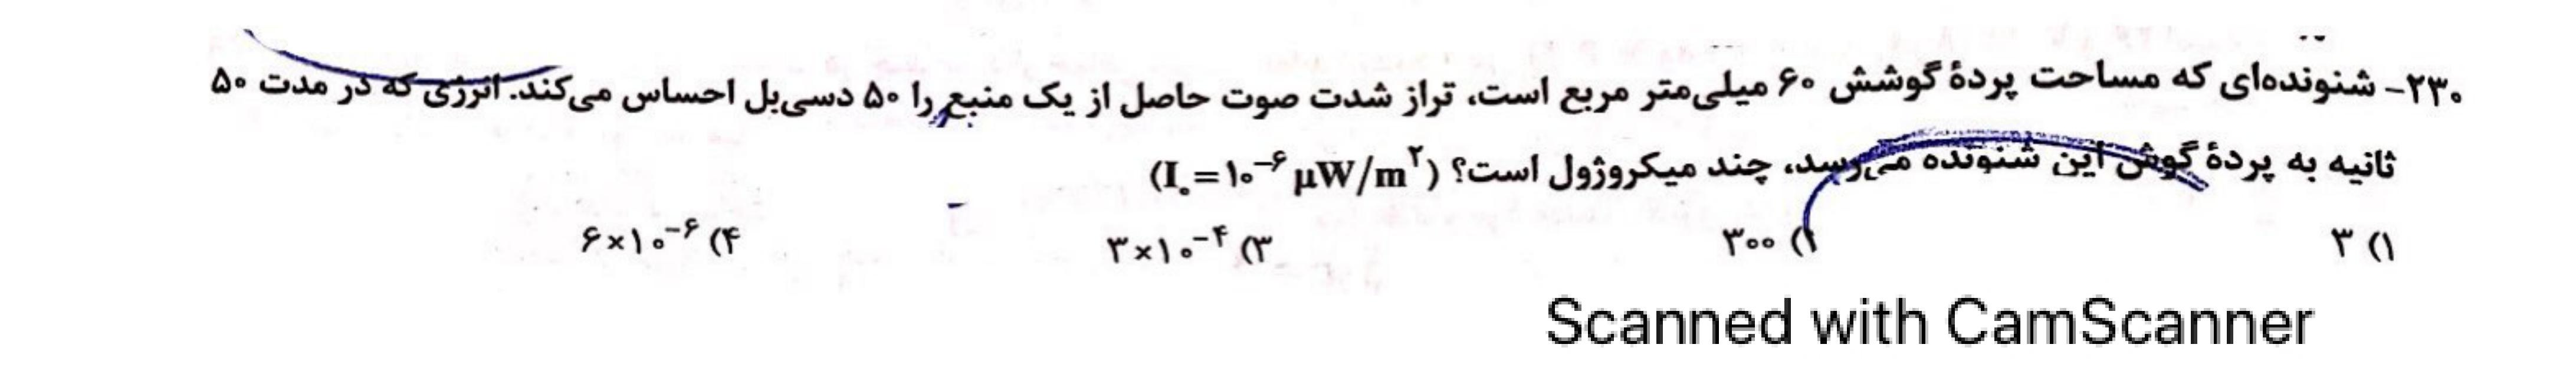 ۲۳۰- شنونده‌ای که مساحت پردهٔ گوشش ۶۰ میلی‌متر مربع است، تراز شدت صوت حاصل از یک منبع را ۵۰ دسی‌بل احساس می‌کند. انرژی که در مدت ۵۰
ثانیه به پردهٔ گوش این شنونده می‌رسد، چند میکروژول است؟ (I₀=۱۰⁻⁶ μW/m²)
۱) ۳ ۲) ۳۰۰ ۳) ۳×۱۰⁻⁴ ۴) ۶×۱۰⁻⁶
Scanned with CamScanner